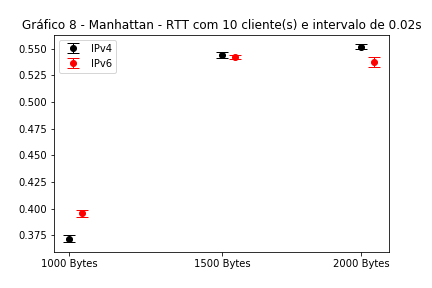 Gráfico 8 - Manhattan - RTT com 10 cliente(s) e intervalo de 0.02s
IPv4
IPv6
0.550
0.525
0.500
0.475
0.450
0.425
0.400
0.375
1000 Bytes
1500 Bytes
2000 Bytes